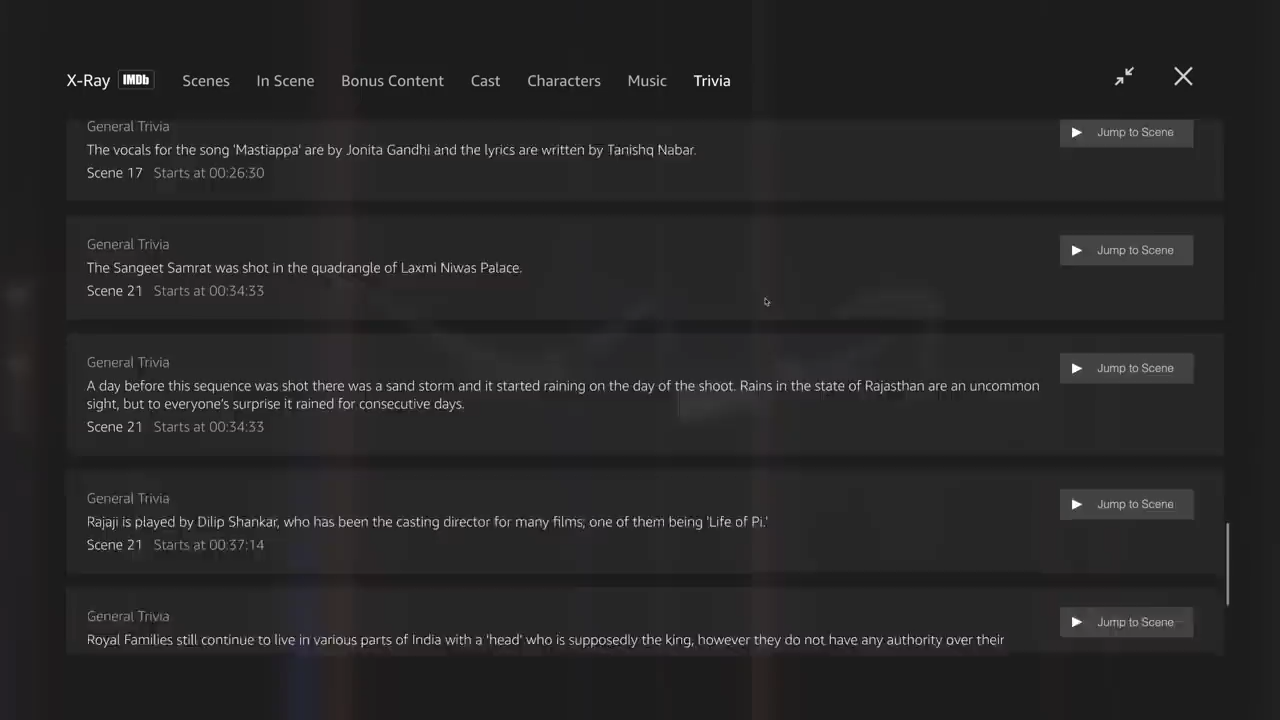 X-Ray IMDb Scenes In Scene Bonus Content Cast Characters Music Trivia
General Trivia
Jump to Scene
The vocals for the song 'Mastiappa' are by Jonita Gandhi and the lyrics are written by Tanishq Nabar.
Scene 17 Starts at 00:26:30
General Trivia
Jump to Scene
The Sangeet Samrat was shot in the quadrangle of Laxmi Niwas Palace.
Scene 21 Starts at 00:34:33
General Trivia
Jump to Scene
A day before this sequence was shot there was a sand storm and it started raining on the day of the shoot. Rains in the state of Rajasthan are an uncommon
sight, but to everyone's surprise it rained for consecutive days.
Scene 21 Starts at 00:34:33
General Trivia
Jump to Scene
Rajaji is played by Dilip Shankar, who has been the casting director for many films, one of them being 'Life of Pi.'
Scene 21 Starts at 00:37:14
General Trivia
Jump to Scene
Royal Families still continue to live in various parts of India with a 'head' who is supposedly the king, however they do not have any authority over their